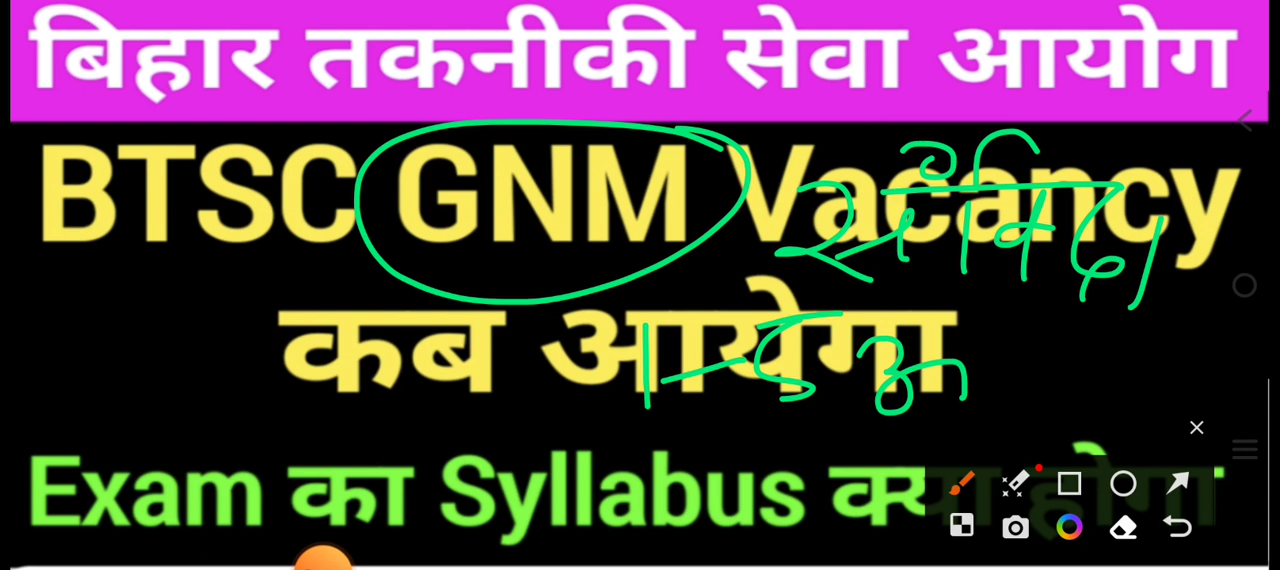 बिहार तकनीकी सेवा आयोग
BTSC GNM Vacancy
कब आयेगा
Exam का Syllabus क्या होगा